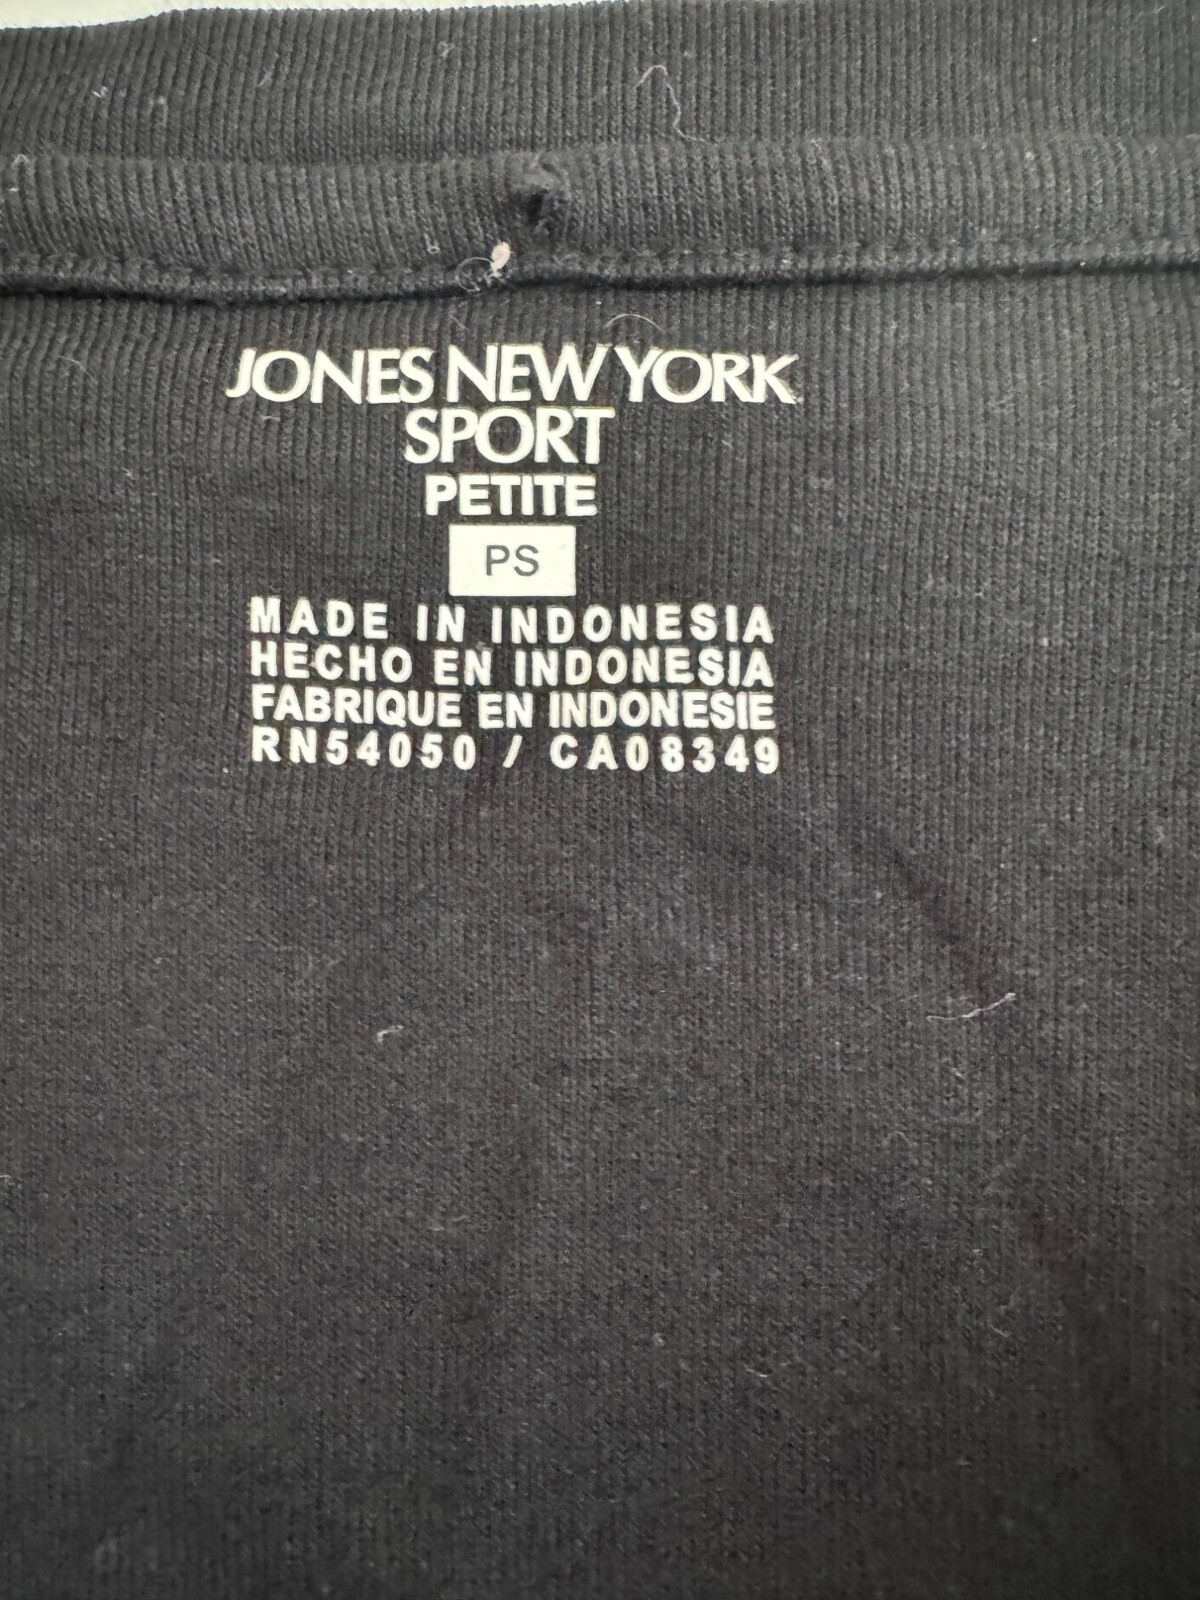 JONES NEW YORK
SPORT
PETITE
PS
MADE IN INDONESIA
HECHO EN INDONESIA
FABRIQUE EN INDONESIE
RN54050 / CA08349